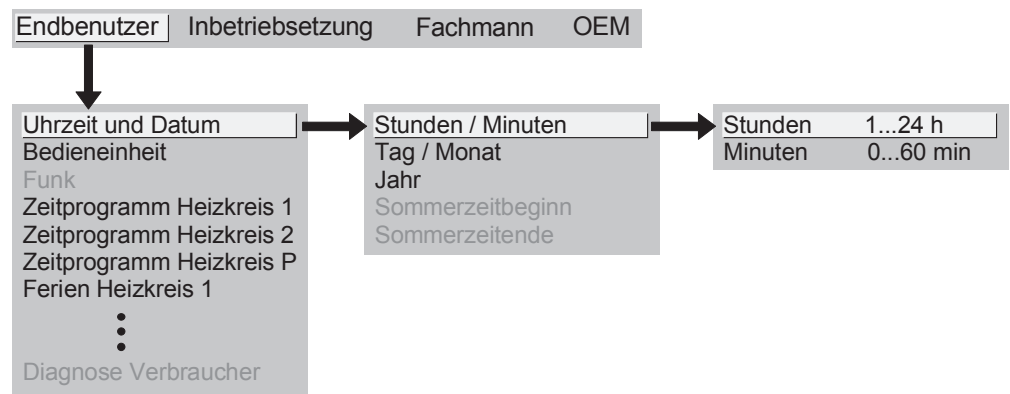 Endbenutzer Inbetriebsetzung Fachmann OEM
Uhrzeit und Datum
Bedieneinheit
Funk
Zeitprogramm Heizkreis 1
Zeitprogramm Heizkreis 2
Zeitprogramm Heizkreis P
Ferien Heizkreis 1
Diagnose Verbraucher
Stunden / Minuten
Tag / Monat
Jahr
Sommerzeitbeginn
Sommerzeitende
Stunden 1...24 h
Minuten 0...60 min